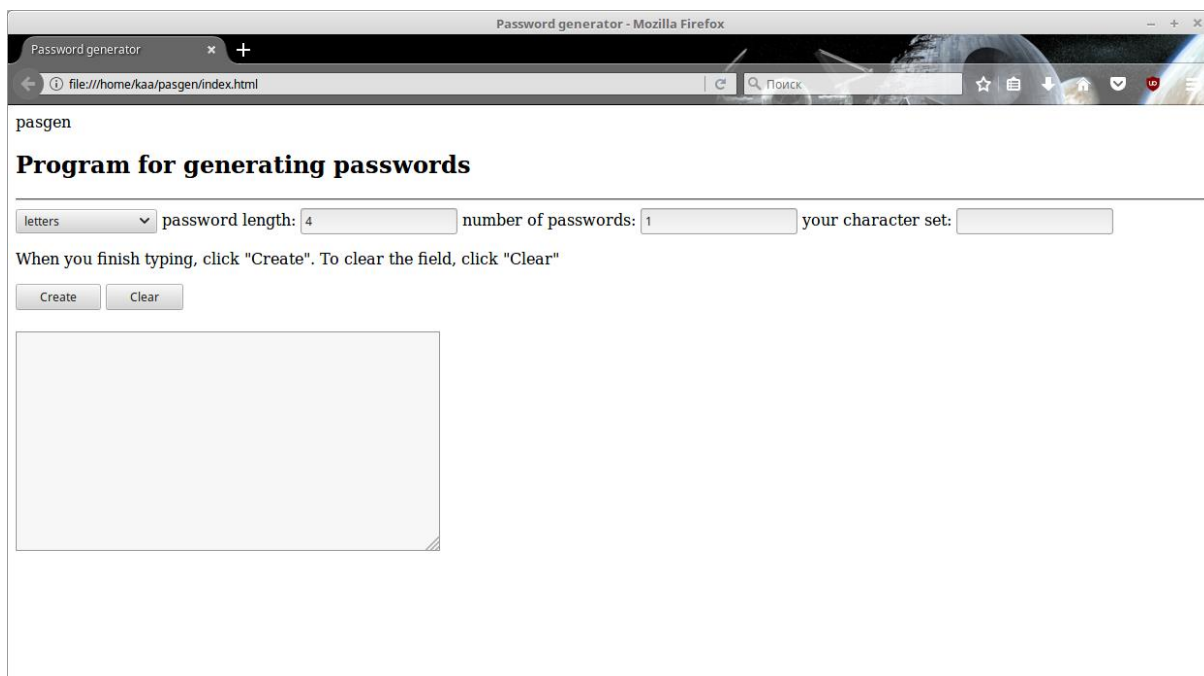 Password generator - Mozilla Firefox
Password generator
file:///home/kaa/pasgen/index.html Поиск
pasgen
Program for generating passwords
letters password length: 4 number of passwords: 1 your character set:
When you finish typing, click "Create". To clear the field, click "Clear"
Create Clear